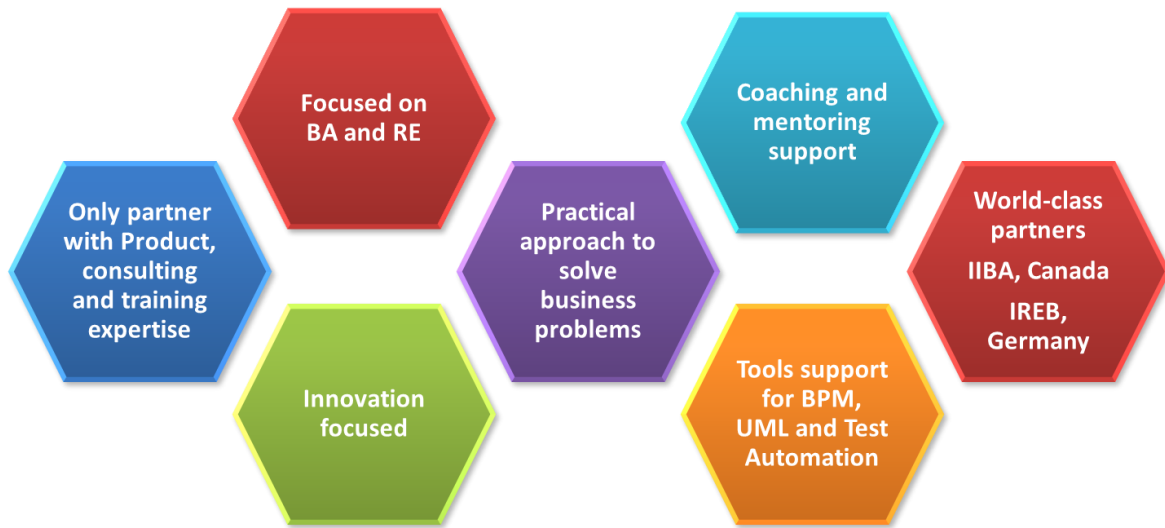 Focused on
BA and RE
Coaching and
mentoring
support
Only partner
with Product,
consulting
and training
expertise
Practical
approach to
solve
business
problems
World-class
partners
IIBA, Canada
IREB,
Germany
Innovation
focused
Tools support
for BPM,
UML and Test
Automation